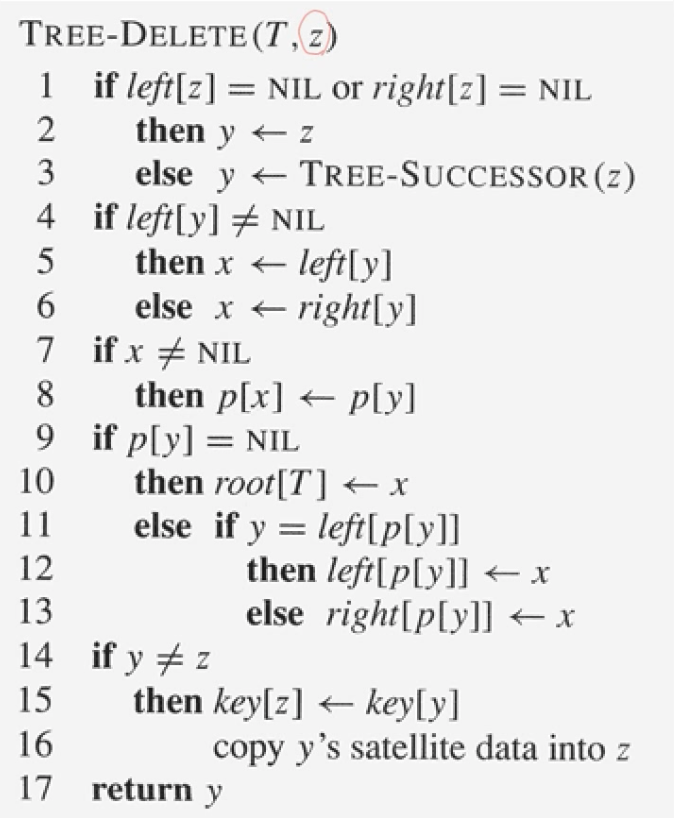 TREE-DELETE(T, z)
1 if left[z] = NIL or right[z] = NIL
2 then y ← z
3 else y ← TREE-SUCCESSOR(z)
4 if left[y] ≠ NIL
5 then x ← left[y]
6 else x ← right[y]
7 if x ≠ NIL
8 then p[x] ← p[y]
9 if p[y] = NIL
10 then root[T] ← x
11 else if y = left[p[y]]
12 then left[p[y]] ← x
13 else right[p[y]] ← x
14 if y ≠ z
15 then key[z] ← key[y]
16 copy y's satellite data into z
17 return y